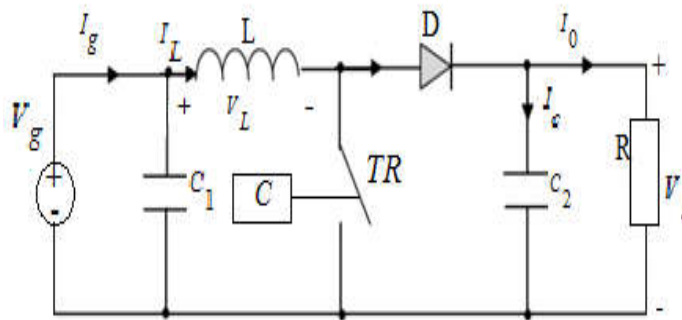 I_g
I_L
L
D
I_0
+
+
V_L
-
I_c
V_g
+
-
C_1
C
TR
C_2
R
V
-